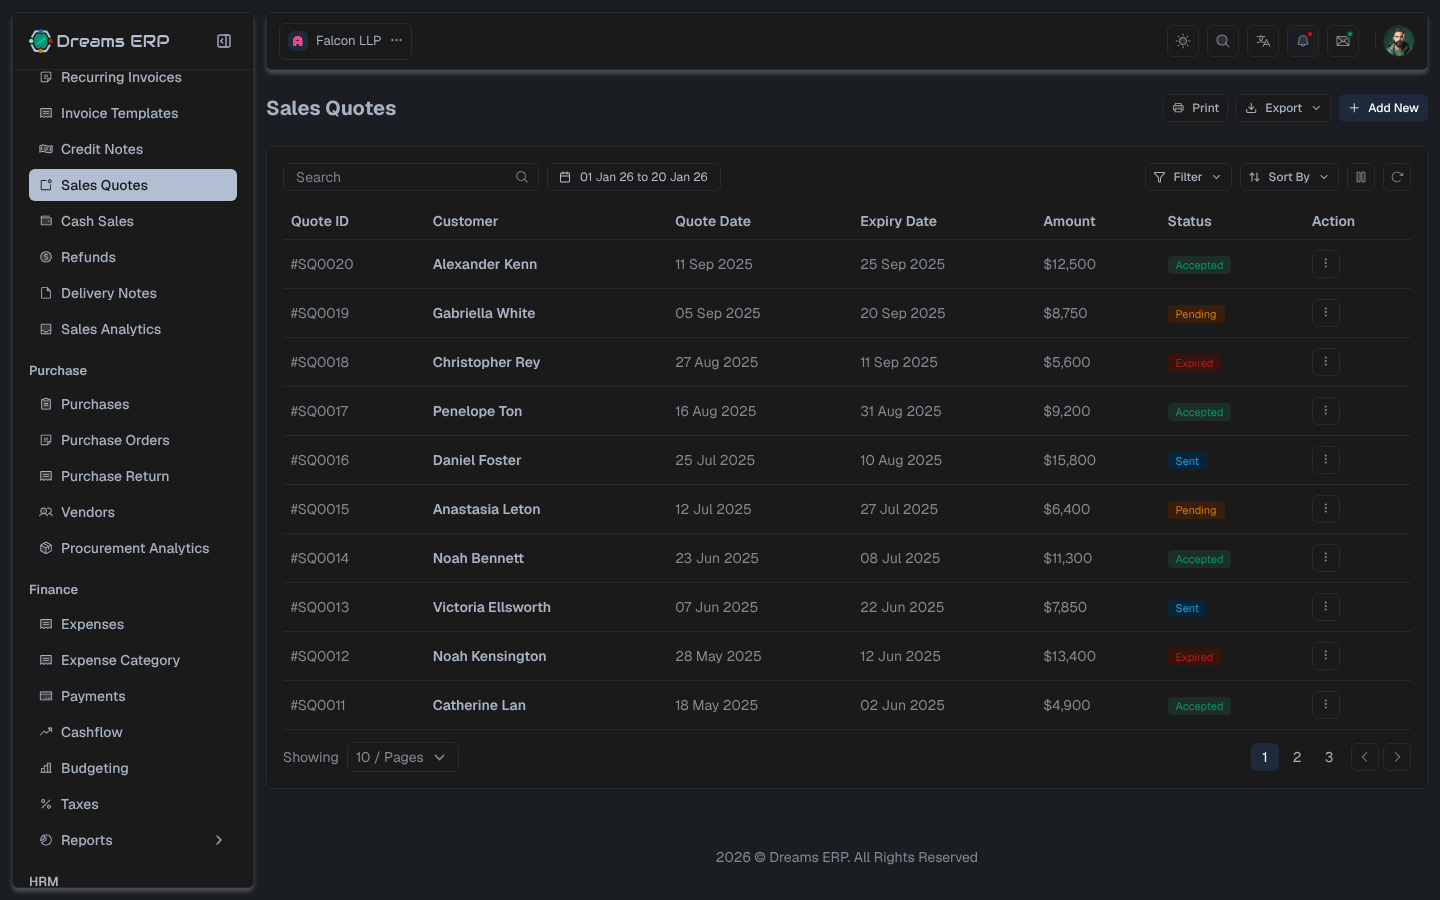 Dreams ERP
Recurring Invoices
Invoice Templates
Credit Notes
Sales Quotes
Cash Sales
Refunds
Delivery Notes
Sales Analytics
Purchase
Purchases
Purchase Orders
Purchase Return
Vendors
Procurement Analytics
Finance
Expenses
Expense Category
Payments
Cashflow
Budgeting
Taxes
Reports
HRM
Falcon LLP
Sales Quotes
Print Export Add New
Search 01 Jan 26 to 20 Jan 26 Filter Sort By
Quote ID Customer Quote Date Expiry Date Amount Status Action
#SQ0020 Alexander Kenn 11 Sep 2025 25 Sep 2025 $12,500 Accepted
#SQ0019 Gabriella White 05 Sep 2025 20 Sep 2025 $8,750 Pending
#SQ0018 Christopher Rey 27 Aug 2025 11 Sep 2025 $5,600 Expired
#SQ0017 Penelope Ton 16 Aug 2025 31 Aug 2025 $9,200 Accepted
#SQ0016 Daniel Foster 25 Jul 2025 10 Aug 2025 $15,800 Sent
#SQ0015 Anastasia Leton 12 Jul 2025 27 Jul 2025 $6,400 Pending
#SQ0014 Noah Bennett 23 Jun 2025 08 Jul 2025 $11,300 Accepted
#SQ0013 Victoria Ellsworth 07 Jun 2025 22 Jun 2025 $7,850 Sent
#SQ0012 Noah Kensington 28 May 2025 12 Jun 2025 $13,400 Expired
#SQ0011 Catherine Lan 18 May 2025 02 Jun 2025 $4,900 Accepted
Showing 10 / Pages 1 2 3
2026 © Dreams ERP. All Rights Reserved